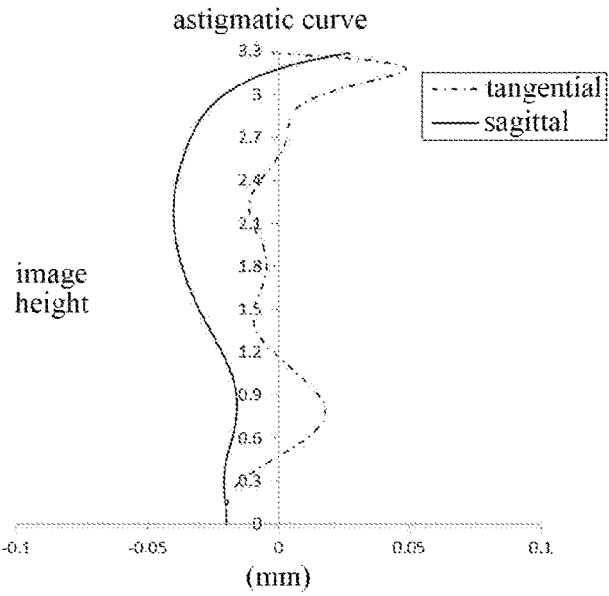 astigmatic curve
3.3
3
2.7
2.4
2.1
1.8
1.5
1.2
0.9
0.6
0.3
0
tangential
sagittal
image
height
-0.1
-0.05
0
0.05
0.1
(mm)